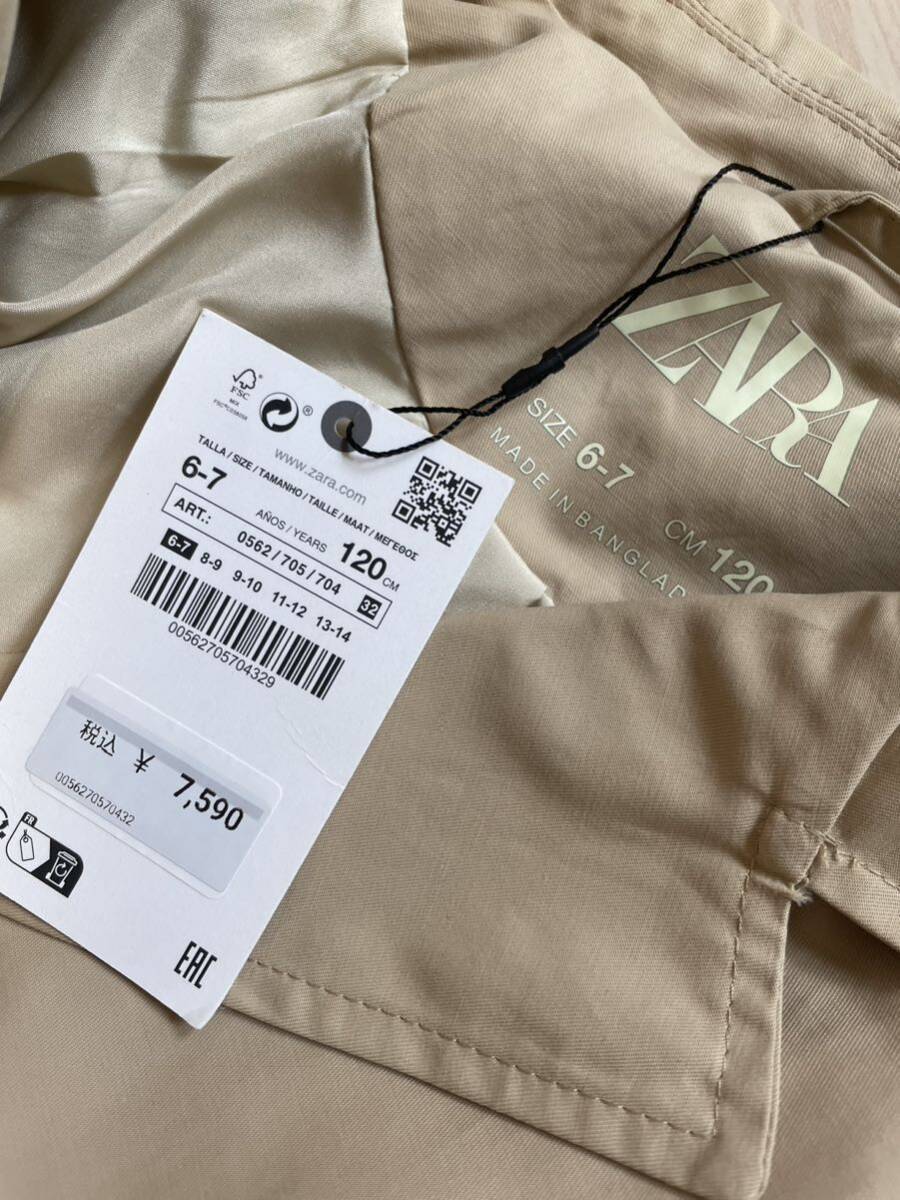 FSC
MIX
®
www.zara.com
TALLA / SIZE / TAMANHO / TAILLE / MAAT / ΜΕΓΕΘΟΣ
6-7
AÑOS / YEARS
120 CM
ART.:
0562 / 705 / 704
32
6-7 8-9 9-10 11-12 13-14
00562705704329
税込 ¥ 7,590
0056270570432
FR
EAC
ZARA
SIZE 6-7
CM 120
MADE IN BANGLAD